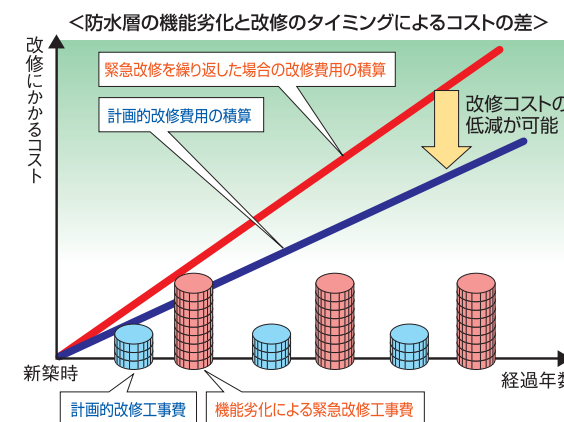 <防水層の機能劣化と改修のタイミングによるコストの差>
改修にかかるコスト
緊急改修を繰り返した場合の改修費用の積算
計画的改修費用の積算
改修コストの
低減が可能
新築時
経過年数
計画的改修工事費
機能劣化による緊急改修工事費